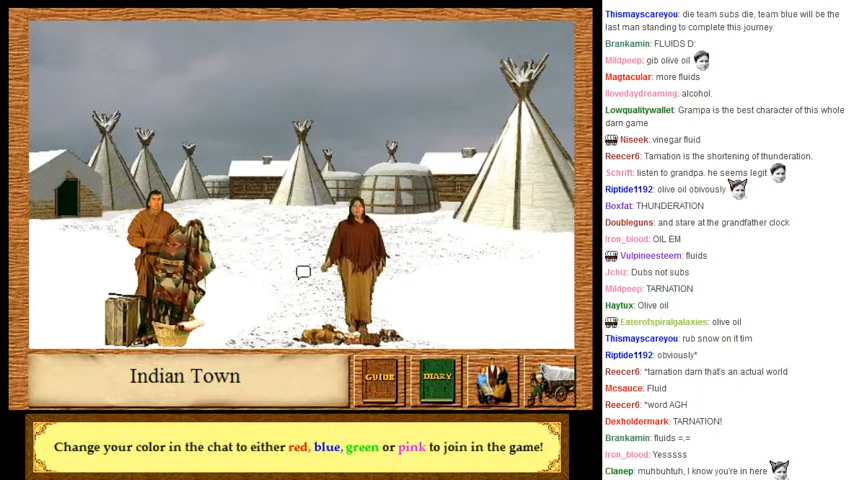 Indian Town
GUIDE
DIARY
Change your color in the chat to either red, blue, green or pink to join in the game!
Thismayscareyou: die team subs die, team blue will be the
last man standing to complete this journey
Brankamin: FLUIDS D:
Mildpeep: gib olive oil
Magtacular: more fluids
ilovedaydreaming: alcohol.
Lowqualitywallet: Grampa is the best character of this whole
darn game
Niseek: vinegar fluid
Reecer6: Tarnation is the shortening of thunderation.
Schrift: listen to grandpa. he seems legit
Riptide1192: olive oil obivously
Boxfat: THUNDERATION
Doubleguns: and stare at the grandfather clock
iron_blood: OIL EM
Vulpineesteem: fluids
Jchiz: Dubs not subs
Mildpeep: TARNATION
Haytux: Olive oil
Eaterofspiralgalaxies: olive oil
Thismayscareyou: rub snow on it tim
Riptide1192: obviously*
Reecer6: *tarnation darn that's an actual world
Mcsauce: Fluid
Reecer6: *word AGH
Dexholdermark: TARNATION!
Brankamin: fluids =.=
Iron_blood: Yesssss
Clanep: muhbuhtuh, I know you're in here